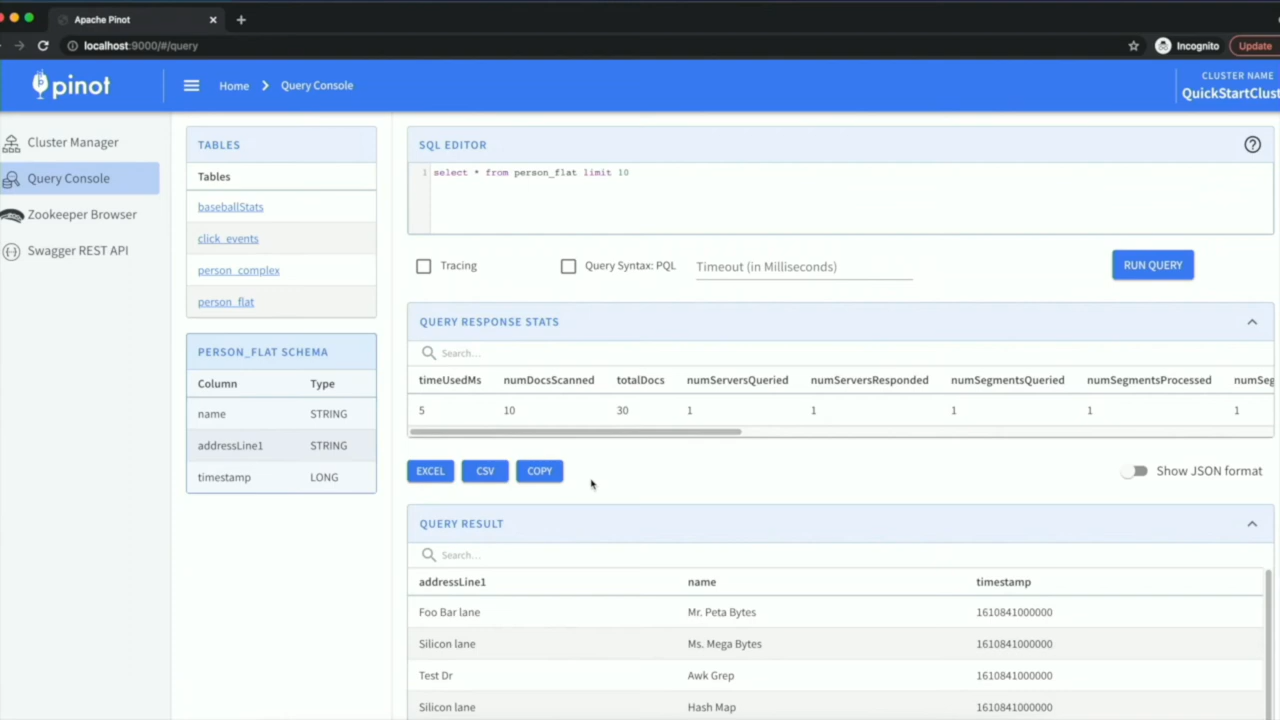 Apache Pinot
localhost:9000/#/query
Incognito
Update
pinot
Home
Query Console
CLUSTER NAME
QuickStartClust
Cluster Manager
Query Console
Zookeeper Browser
Swagger REST API
TABLES
Tables
baseballStats
click_events
person_complex
person_flat
PERSON_FLAT SCHEMA
Column Type
name STRING
addressLine1 STRING
timestamp LONG
SQL EDITOR
1 select * from person_flat limit 10
Tracing
Query Syntax: PQL
Timeout (in Milliseconds)
RUN QUERY
QUERY RESPONSE STATS
Search...
timeUsedMs numDocsScanned totalDocs numServersQueried numServersResponded numSegmentsQueried numSegmentsProcessed numSeg
5 10 30 1 1 1 1 1
EXCEL
CSV
COPY
Show JSON format
QUERY RESULT
Search...
addressLine1 name timestamp
Foo Bar lane Mr. Peta Bytes 1610841000000
Silicon lane Ms. Mega Bytes 1610841000000
Test Dr Awk Grep 1610841000000
Silicon lane Hash Map 1610841000000